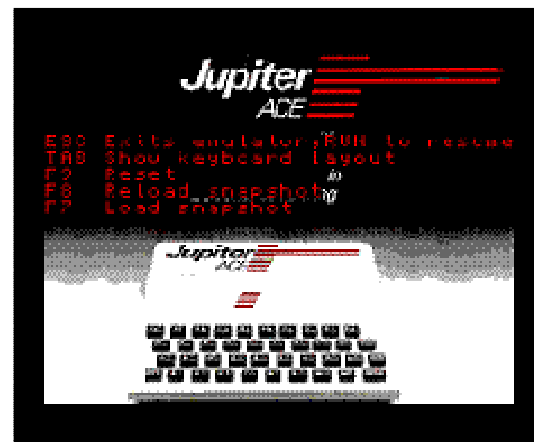 Jupiter
ACE
ESC Exits emulator,RUN to resume
TAB Show keyboard layout
F9 Reset
F8 Reload snapshot
F7 Load snapshot
Jupiter
ACE